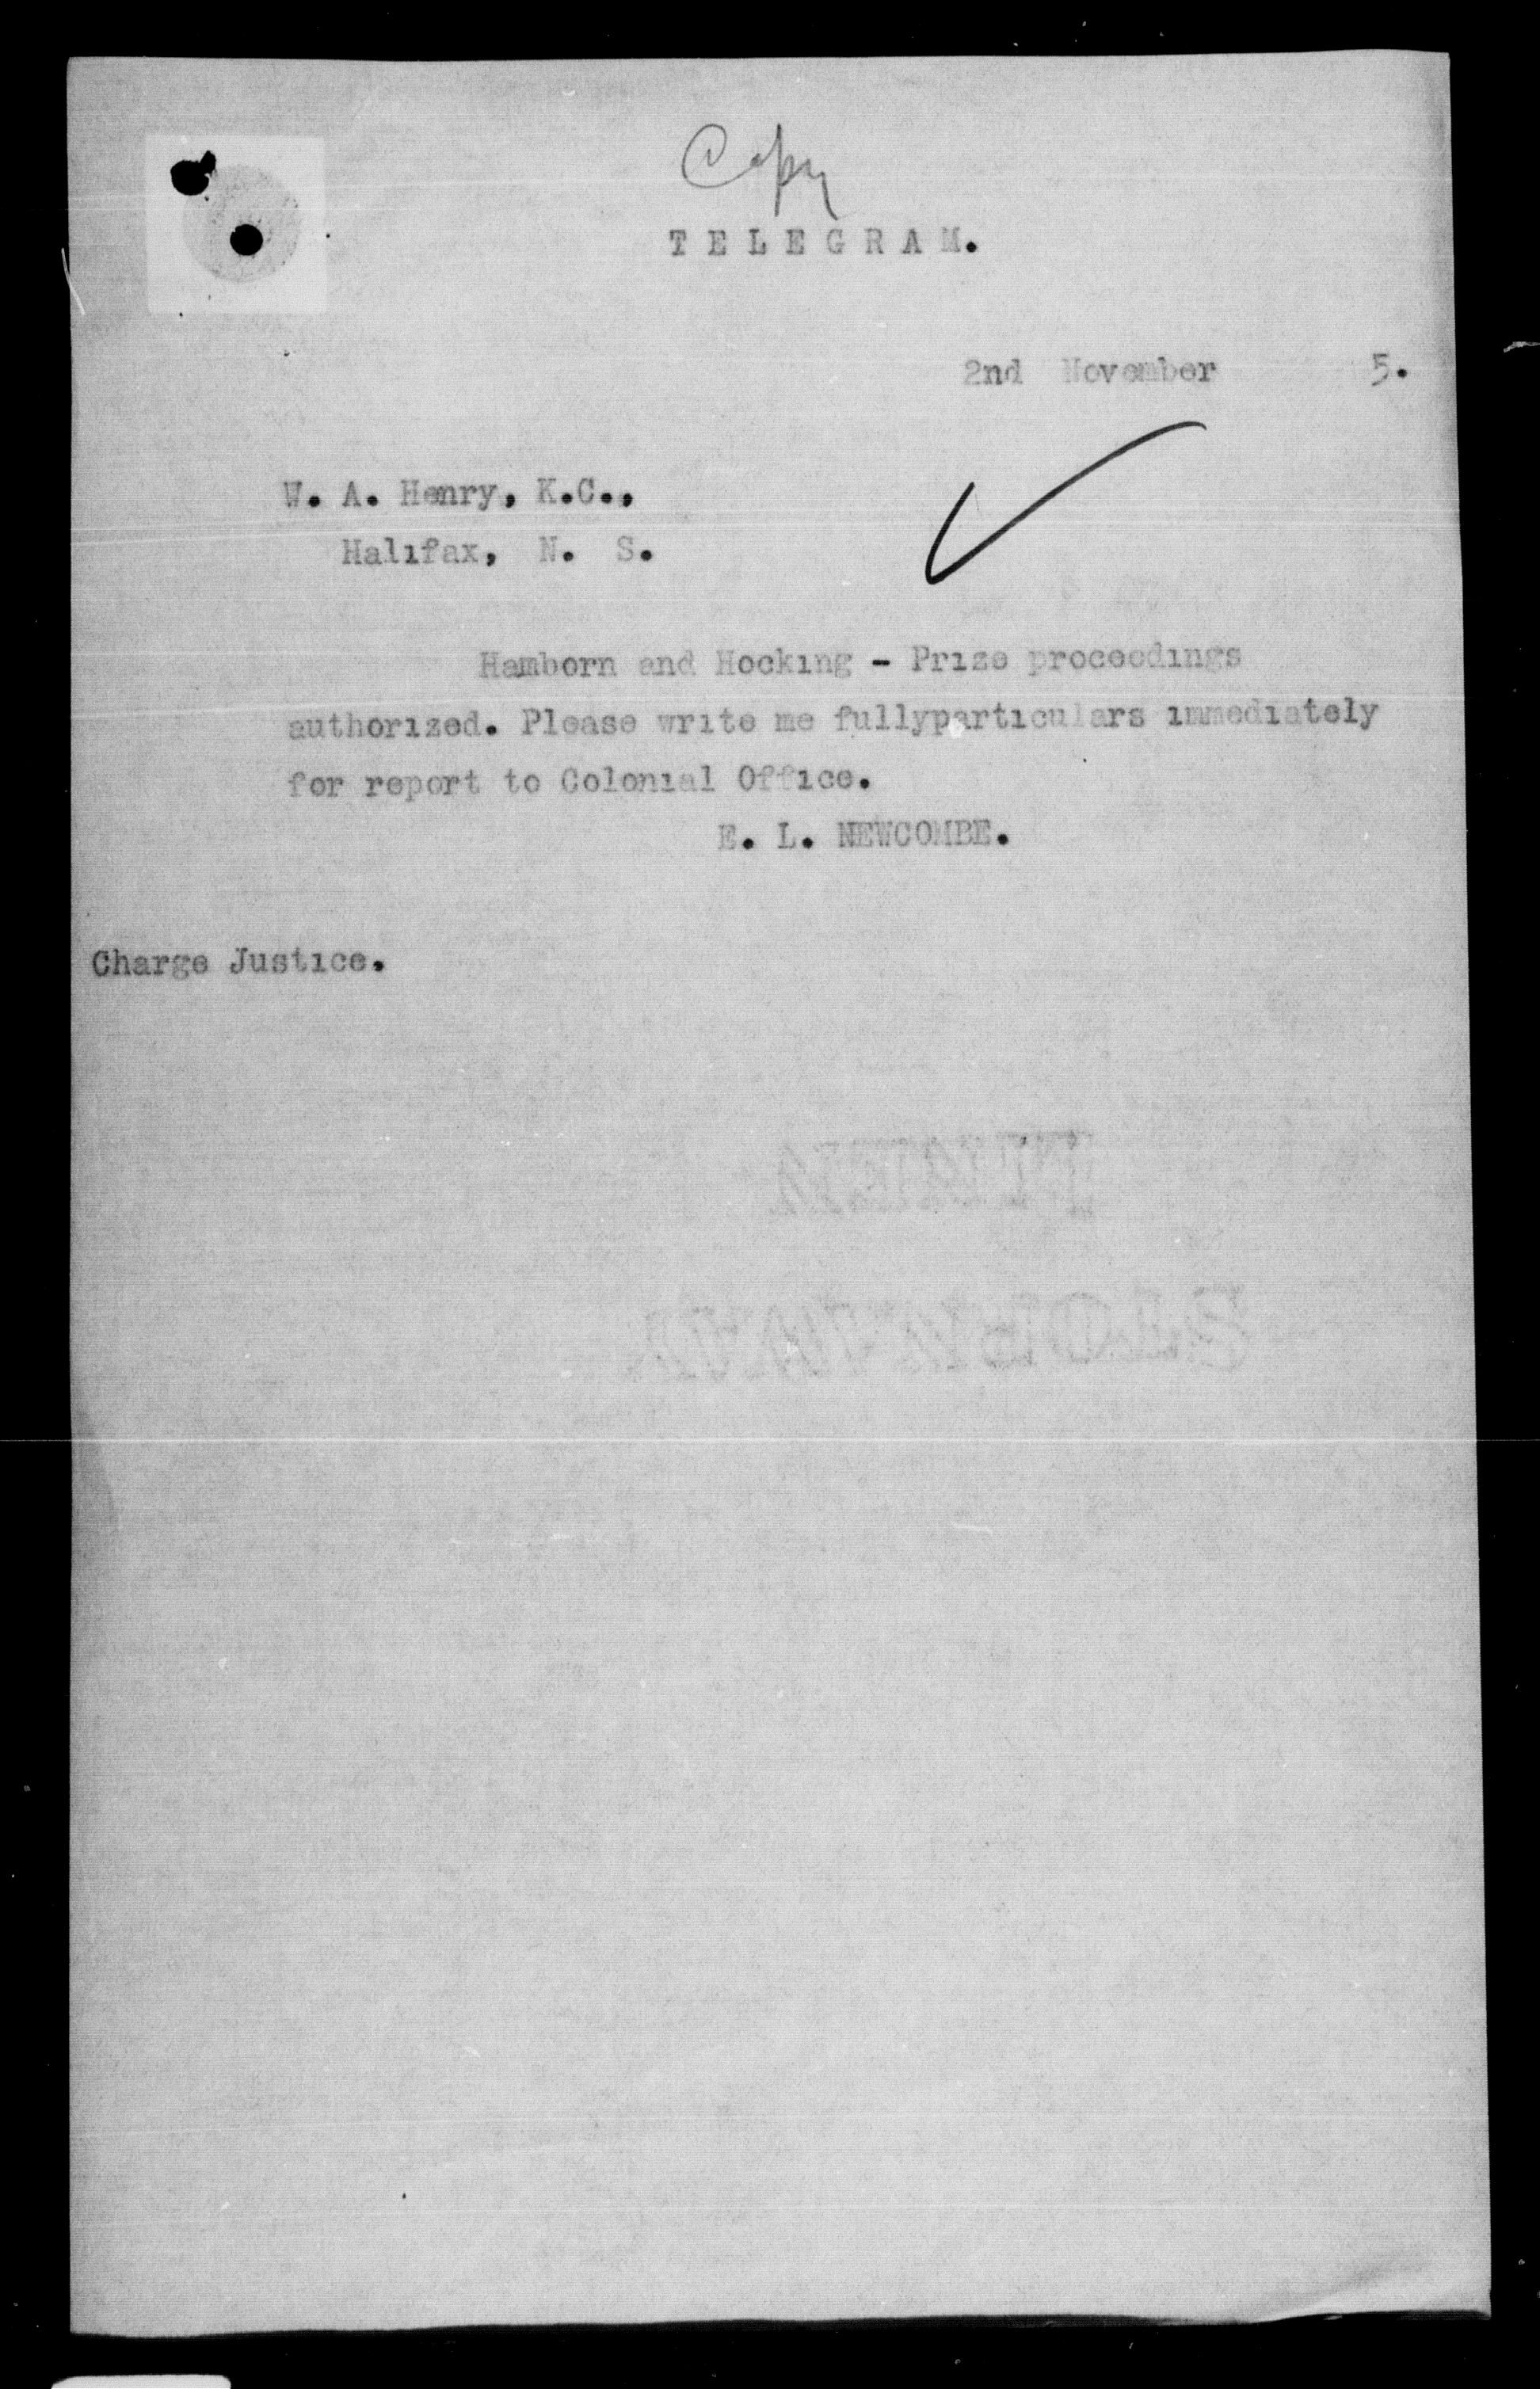 Copy
TELEGRAM.
2nd November 5.
W. A. Henry, K.C.,
Halifax, N. S.
Hamborn and Hocking - Prize proceedings
authorized. Please write me fullyparticulars immediately
for report to Colonial Office.
E. L. NEWCOMBE.
Charge Justice.